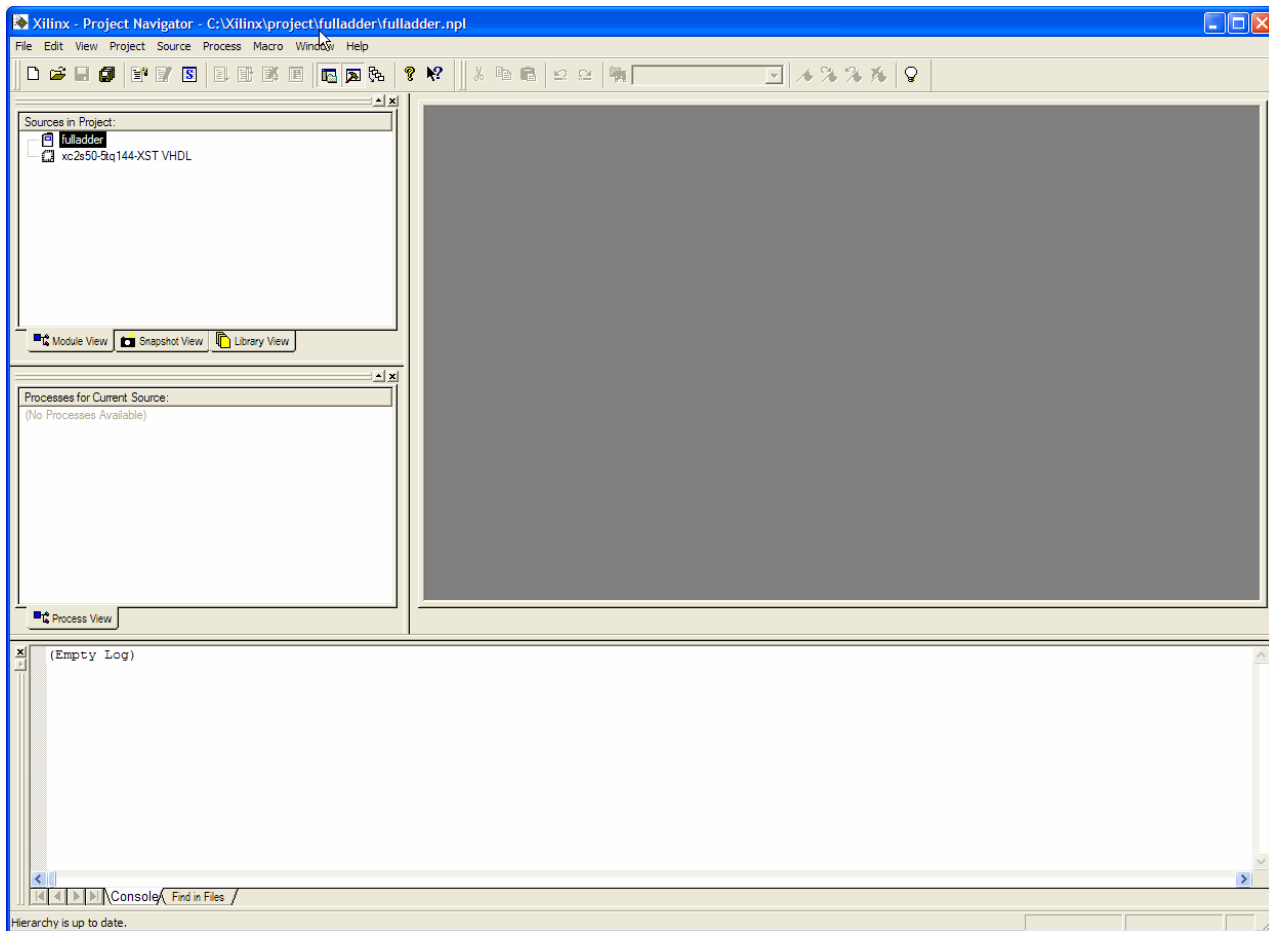 Xilinx - Project Navigator - C:\Xilinx\project\fulladder\fulladder.npl
File Edit View Project Source Process Macro Window Help
Sources in Project:
fulladder
xc2s50-5tq144-XST VHDL
Module View Snapshot View Library View
Processes for Current Source:
(No Processes Available)
Process View
(Empty Log)
Console Find in Files
Hierarchy is up to date.